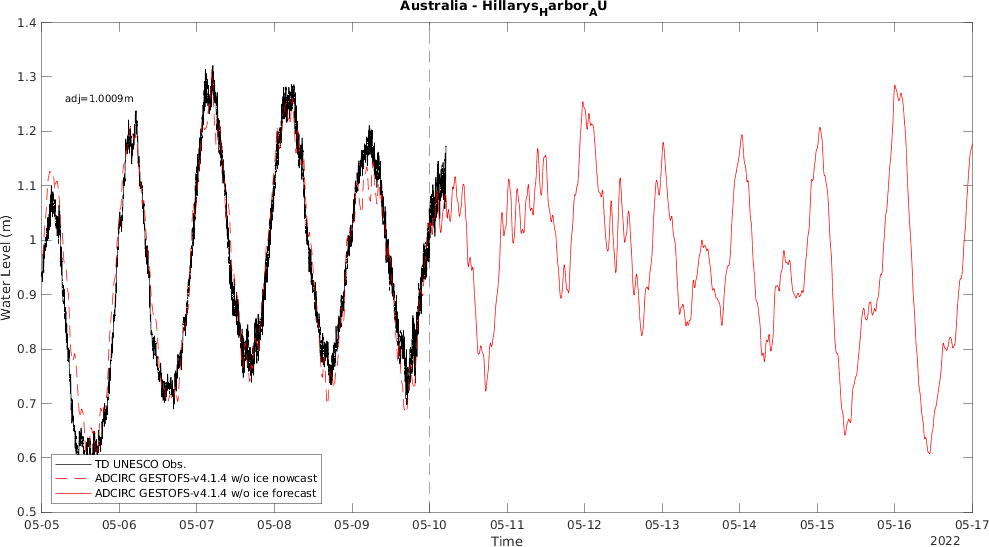 Australia - HillarysHarborAU
1.4
1.3
adj=1.0009m
1.2
1.1
1
0.9
0.8
0.7
0.6
0.5
Water Level (m)
TD UNESCO Obs.
ADCIRC GESTOFS-v4.1.4 w/o ice nowcast
ADCIRC GESTOFS-v4.1.4 w/o ice forecast
05-05 05-06 05-07 05-08 05-09 05-10 05-11 05-12 05-13 05-14 05-15 05-16 05-17
Time
2022